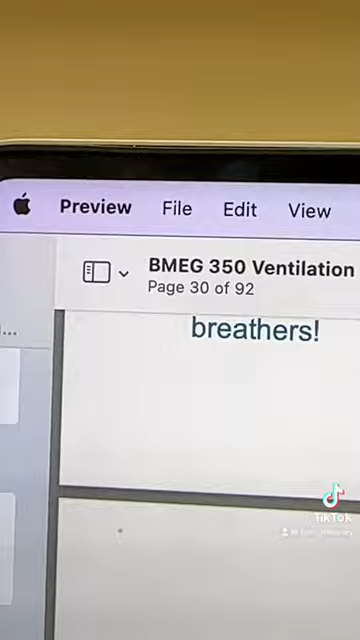 Preview File Edit View
BMEG 350 Ventilation
Page 30 of 92
...
breathers!
TikTok